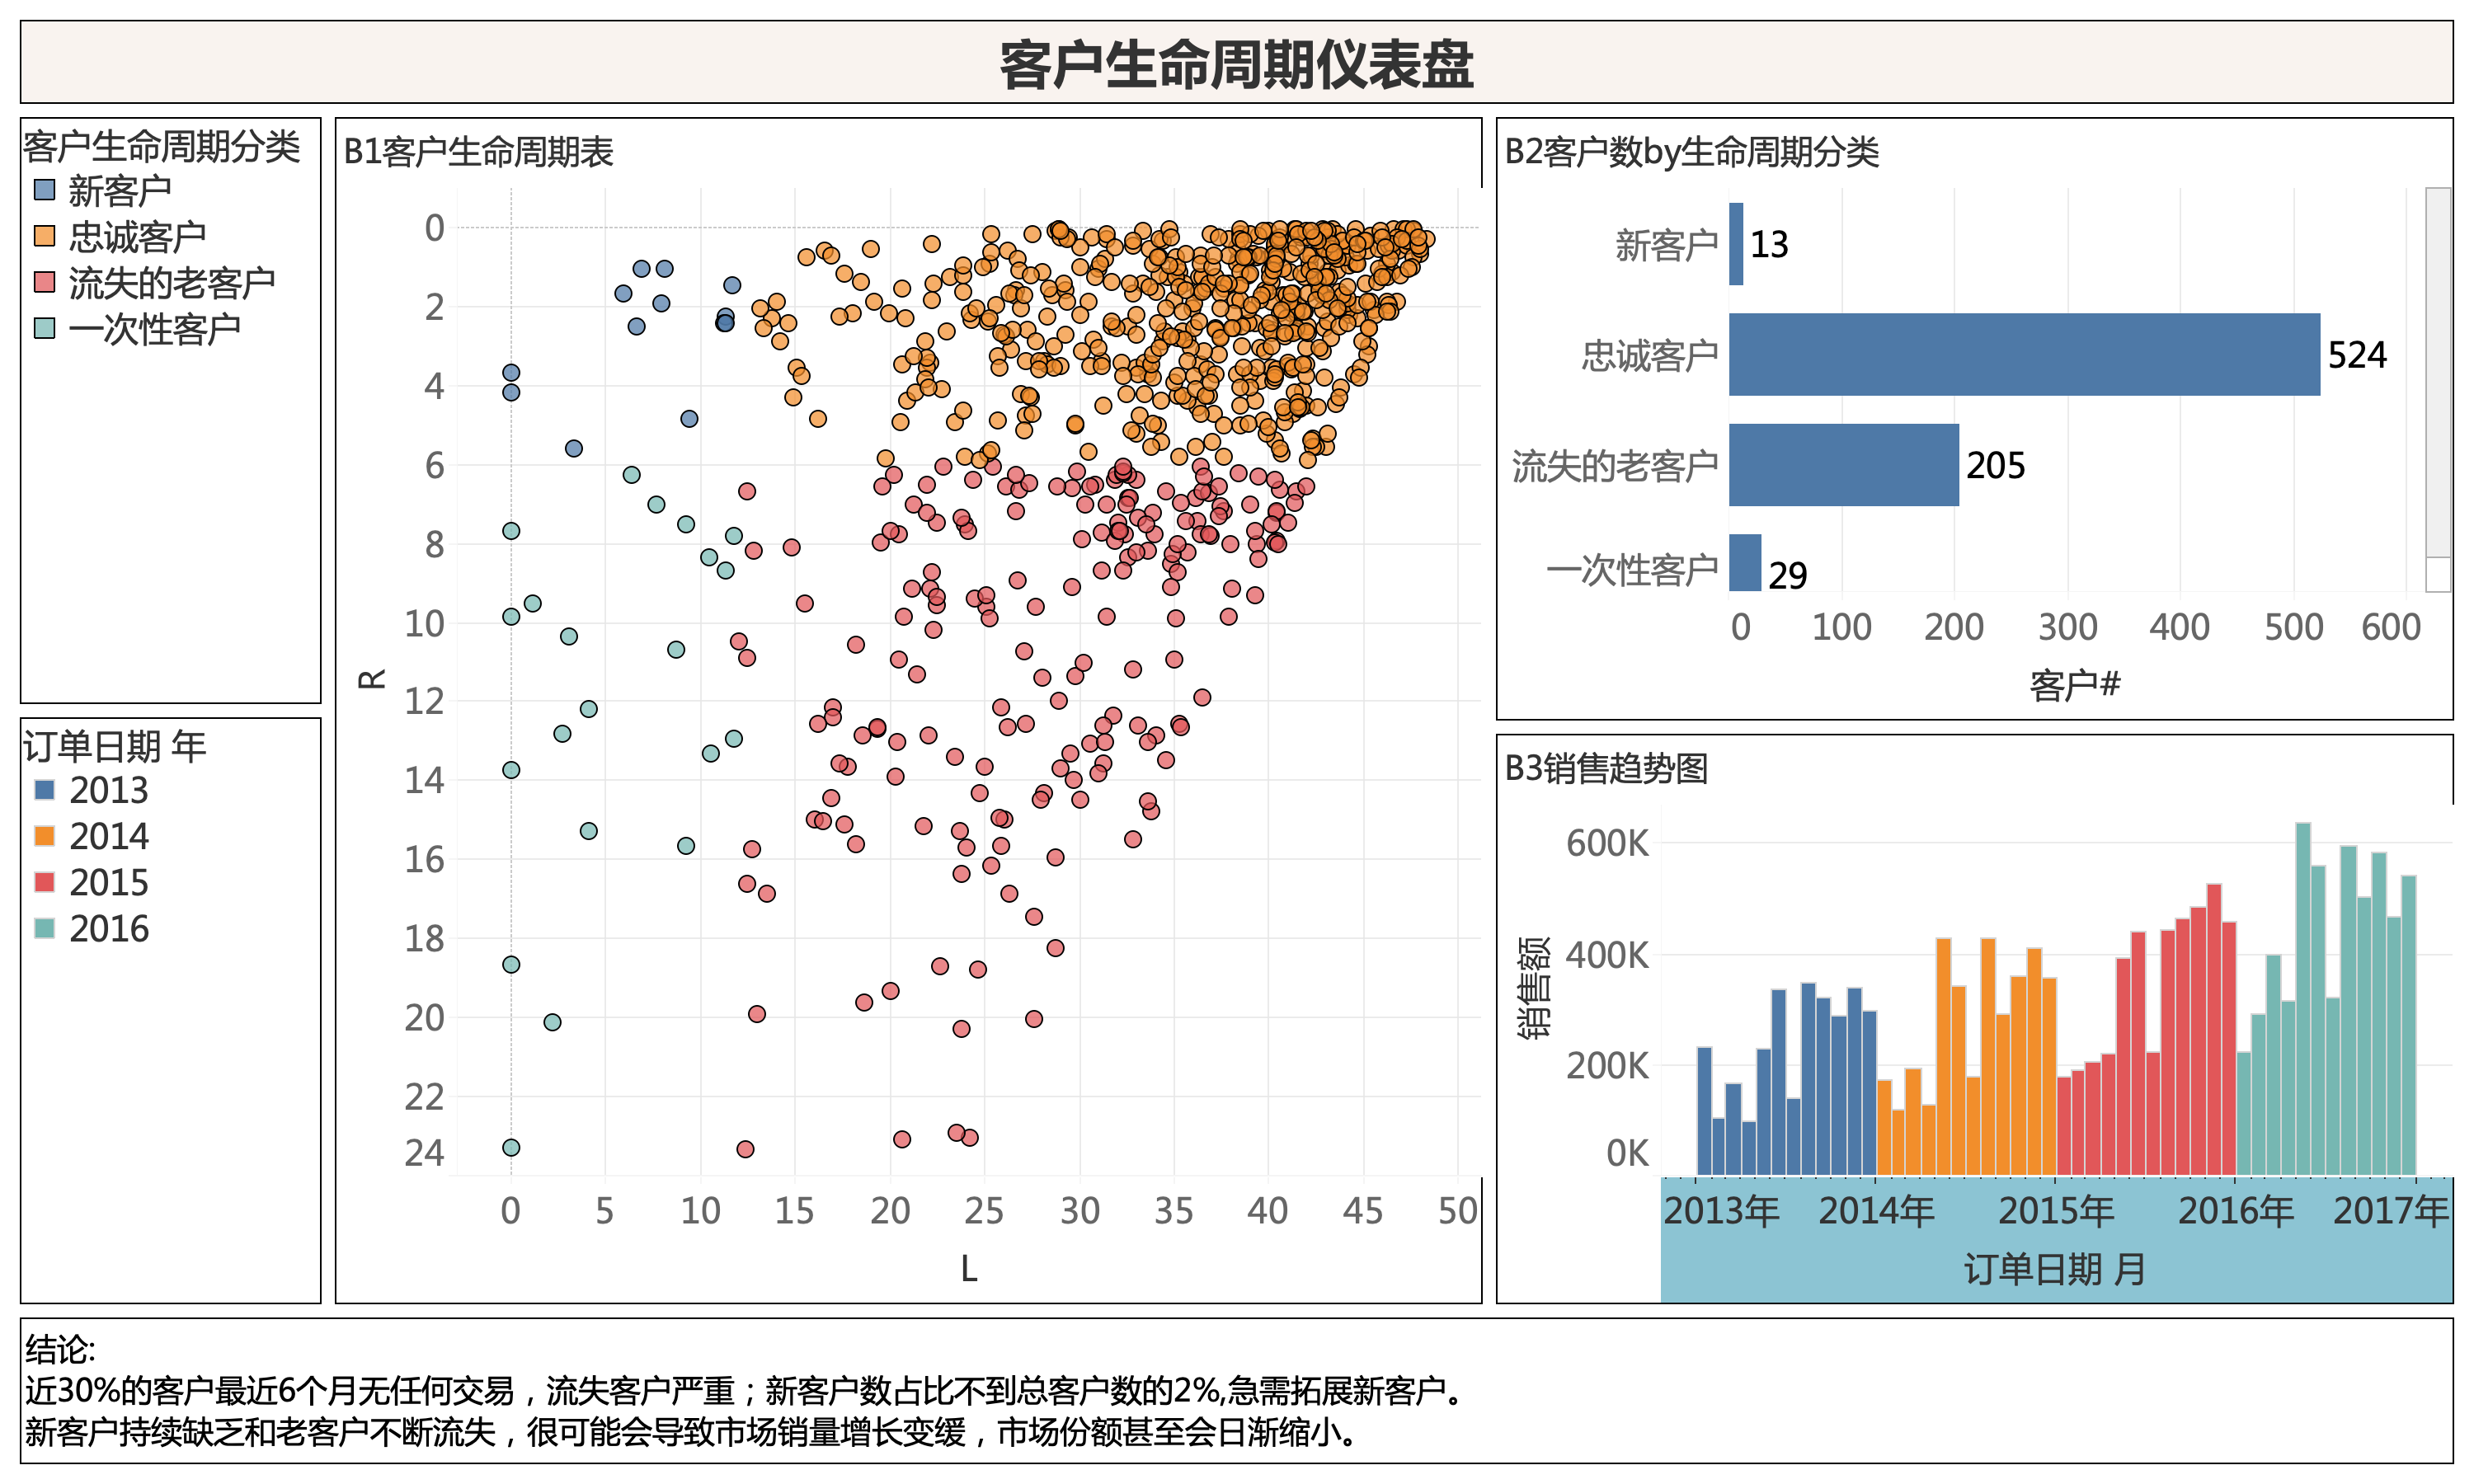 客户生命周期仪表盘
客户生命周期分类
新客户
忠诚客户
流失的老客户
一次性客户
订单日期 年
2013
2014
2015
2016
B1客户生命周期表
R
0
2
4
6
8
10
12
14
16
18
20
22
24
0 5 10 15 20 25 30 35 40 45 50
L
B2客户数by生命周期分类
新客户 13
忠诚客户 524
流失的老客户 205
一次性客户 29
0 100 200 300 400 500 600
客户#
B3销售趋势图
销售额
600K
400K
200K
0K
2013年 2014年 2015年 2016年 2017年
订单日期 月
结论:
近30%的客户最近6个月无任何交易，流失客户严重；新客户数占比不到总客户数的2%,急需拓展新客户。
新客户持续缺乏和老客户不断流失，很可能会导致市场销量增长变缓，市场份额甚至会日渐缩小。